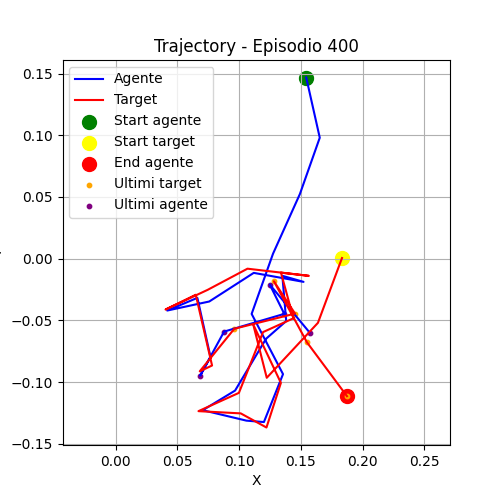 Trajectory - Episodio 400
Agente
Target
Start agente
Start target
End agente
Ultimi target
Ultimi agente
0.15
0.10
0.05
0.00
−0.05
−0.10
−0.15
0.00
0.05
0.10
0.15
0.20
0.25
X